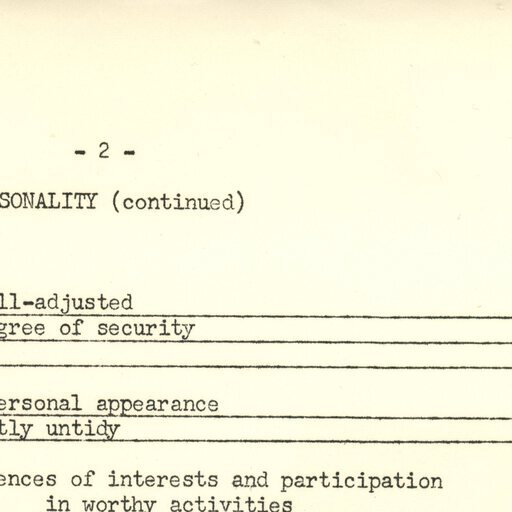 - 2 -
SONALITY (continued)
ll-adjusted
gree of security
ersonal appearance
tly untidy
ences of interests and participation
in worthy activities